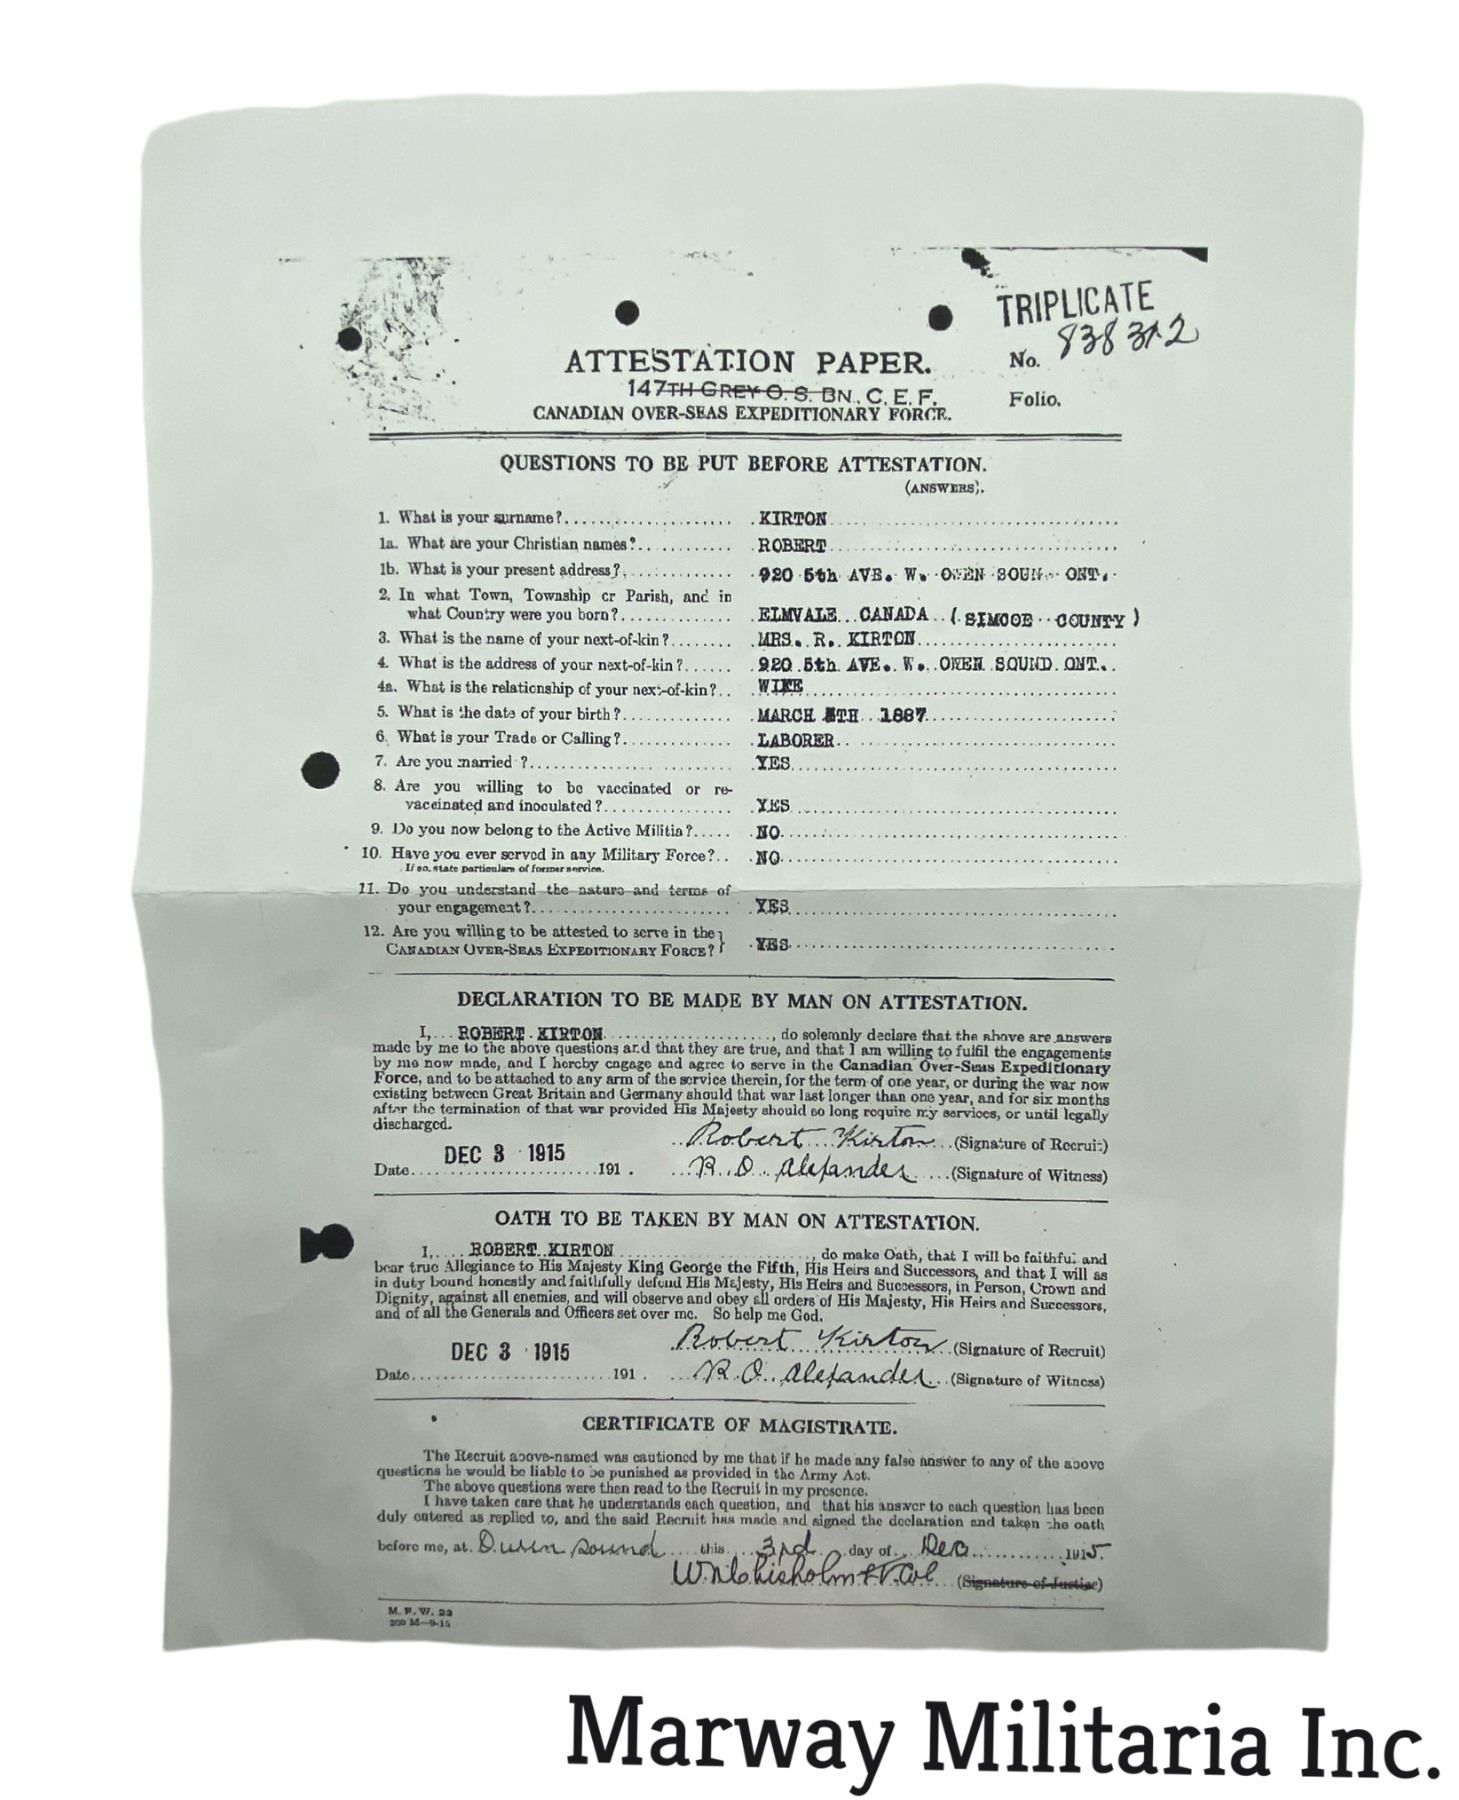 TRIPLICATE
No. 838312
ATTESTATION PAPER.
147TH GREY O. S. BN., C. E. F.
Folio.
CANADIAN OVER-SEAS EXPEDITIONARY FORCE.
QUESTIONS TO BE PUT BEFORE ATTESTATION.
(ANSWERS).
1. What is your surname? KIRTON
1a. What are your Christian names? ROBERT
1b. What is your present address? 920 5th AVE. W. OWEN SOUND ONT.
2. In what Town, Township or Parish, and in
what Country were you born? ELMVALE CANADA (SIMCOE COUNTY)
3. What is the name of your next-of-kin? MRS. R. KIRTON
4. What is the address of your next-of-kin? 920 5th AVE. W. OWEN SOUND ONT.
4a. What is the relationship of your next-of-kin? WIFE
5. What is the date of your birth? MARCH 1887
6. What is your Trade or Calling? LABORER
7. Are you married? YES
8. Are you willing to be vaccinated or re-
vaccinated and inoculated? YES
9. Do you now belong to the Active Militia? NO
10. Have you ever served in any Military Force? NO
If so, state particulars of former service.
11. Do you understand the nature and terms of
your engagement? YES
12. Are you willing to be attested to serve in the
CANADIAN OVER-SEAS EXPEDITIONARY FORCE? YES
DECLARATION TO BE MADE BY MAN ON ATTESTATION.
I, ROBERT KIRTON, do solemnly declare that the above are answers
made by me to the above questions and that they are true, and that I am willing to fulfil the engagements
by me now made, and I hereby engage and agree to serve in the Canadian Over-Seas Expeditionary
Force, and to be attached to any arm of the service therein, for the term of one year, or during the war now
existing between Great Britain and Germany should that war last longer than one year, and for six months
after the termination of that war provided His Majesty should so long require my services, or until legally
discharged.
Robert Kirton (Signature of Recruit)
Date DEC 3 1915 191 . R. O. Alexander (Signature of Witness)
OATH TO BE TAKEN BY MAN ON ATTESTATION.
I, ROBERT KIRTON, do make Oath, that I will be faithful and
bear true Allegiance to His Majesty King George the Fifth, His Heirs and Successors, and that I will as
in duty bound honestly and faithfully defend His Majesty, His Heirs and Successors, in Person, Crown and
Dignity, against all enemies, and will observe and obey all orders of His Majesty, His Heirs and Successors,
and of all the Generals and Officers set over me. So help me God.
Robert Kirton (Signature of Recruit)
Date DEC 3 1915 191 . R. O. Alexander (Signature of Witness)
CERTIFICATE OF MAGISTRATE.
The Recruit above-named was cautioned by me that if he made any false answer to any of the above
questions he would be liable to be punished as provided in the Army Act.
The above questions were then read to the Recruit in my presence.
I have taken care that he understands each question, and that his answer to each question has been
duly entered as replied to, and the said Recruit has made and signed the declaration and taken the oath
before me, at Owen Sound this 3rd day of Dec 1915.
W. N. Chisholm Lt. Col (Signature of Justice)
M. F. W. 23
200 M—9-15
Marway Militaria Inc.